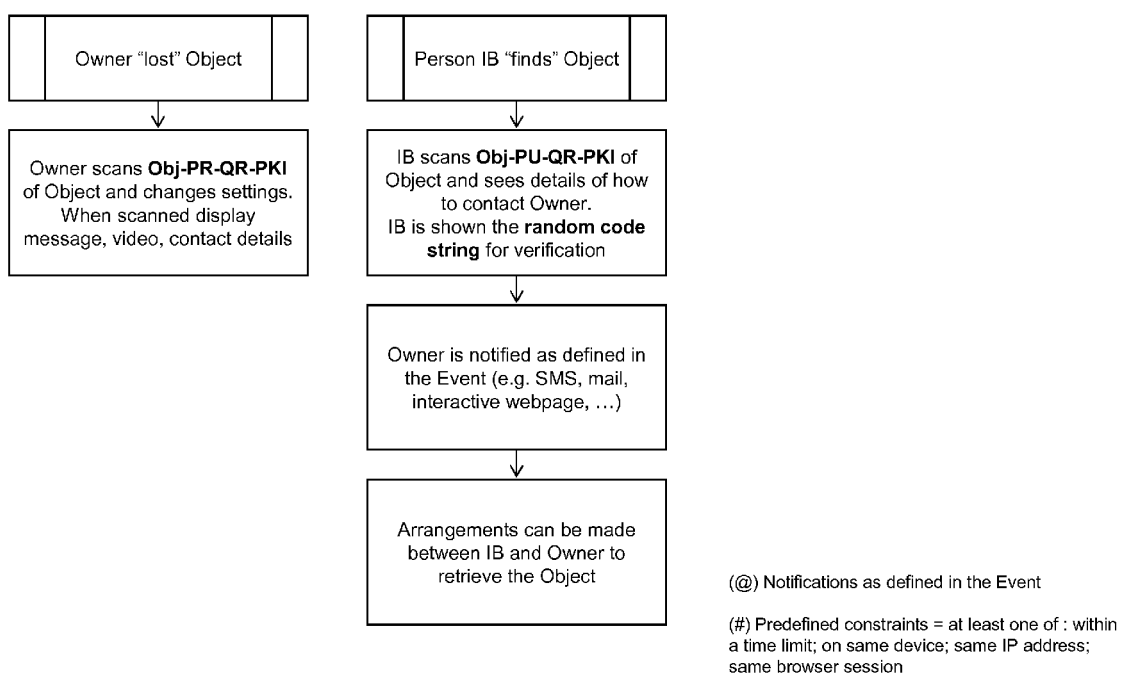 Owner “lost” Object
Owner scans Obj-PR-QR-PKI
of Object and changes settings.
When scanned display
message, video, contact details
Person IB “finds” Object
IB scans Obj-PU-QR-PKI of
Object and sees details of how
to contact Owner.
IB is shown the random code
string for verification
Owner is notified as defined in
the Event (e.g. SMS, mail,
interactive webpage, …)
Arrangements can be made
between IB and Owner to
retrieve the Object
(@) Notifications as defined in the Event
(#) Predefined constraints = at least one of : within
a time limit; on same device; same IP address;
same browser session